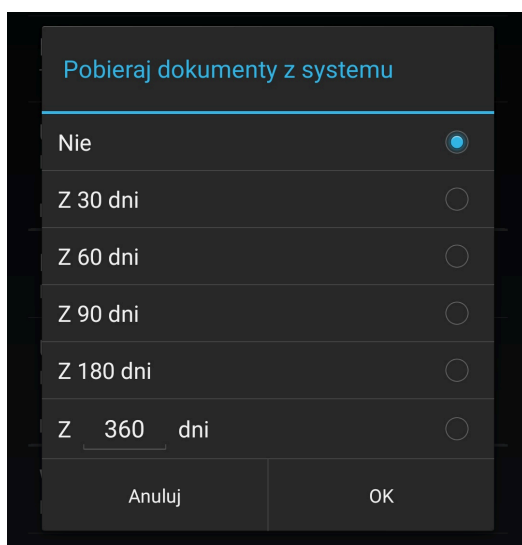 Pobieraj dokumenty z systemu
Nie
Z 30 dni
Z 60 dni
Z 90 dni
Z 180 dni
Z 360 dni
Anuluj OK